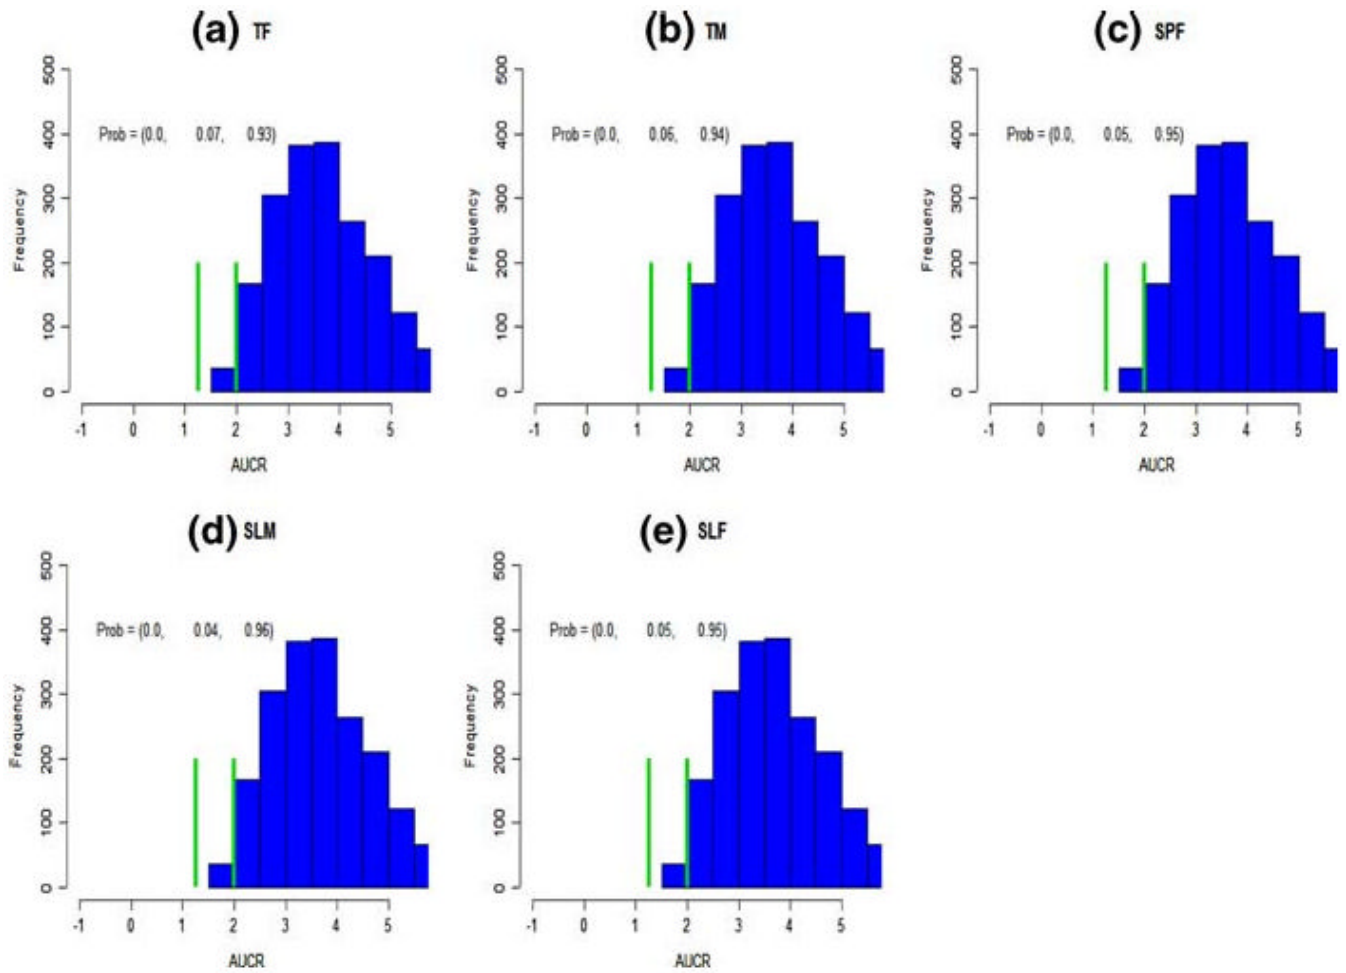 (a) TF
500
400
300
200
100
0
Frequency
Prob = (0.0, 0.07, 0.93)
-1 0 1 2 3 4 5
AUCR
(b) TM
500
400
300
200
100
0
Frequency
Prob = (0.0, 0.06, 0.94)
-1 0 1 2 3 4 5
AUCR
(c) SPF
500
400
300
200
100
0
Frequency
Prob = (0.0, 0.05, 0.95)
-1 0 1 2 3 4 5
AUCR
(d) SLM
500
400
300
200
100
0
Frequency
Prob = (0.0, 0.04, 0.96)
-1 0 1 2 3 4 5
AUCR
(e) SLF
500
400
300
200
100
0
Frequency
Prob = (0.0, 0.05, 0.95)
-1 0 1 2 3 4 5
AUCR